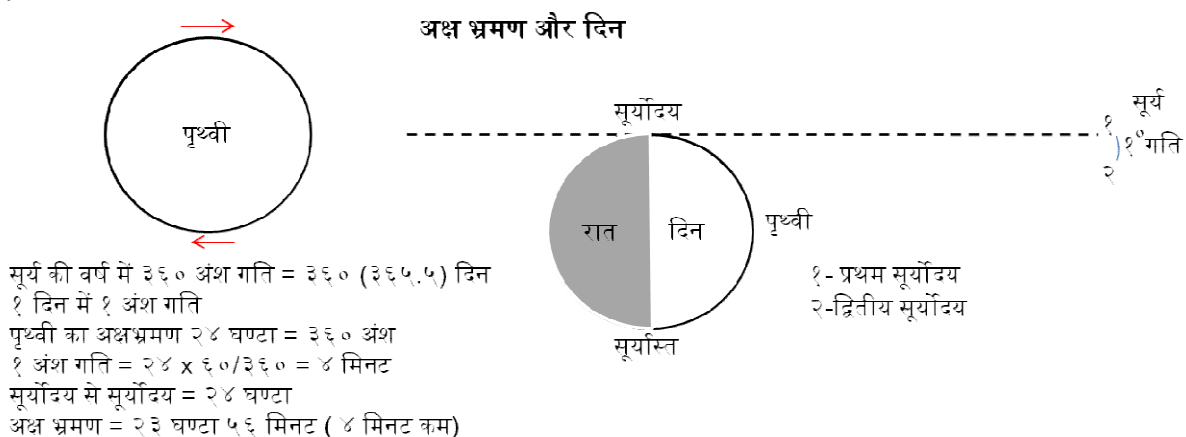 अक्ष भ्रमण और दिन
पृथ्वी
सूर्योदय
सूर्य
१
१°गति
२
रात
दिन
पृथ्वी
सूर्यास्त
१- प्रथम सूर्योदय
२-द्वितीय सूर्योदय
सूर्य की वर्ष में ३६० अंश गति = ३६० (३६५.५) दिन
१ दिन में १ अंश गति
पृथ्वी का अक्षभ्रमण २४ घण्टा = ३६० अंश
१ अंश गति = २४ x ६०/३६० = ४ मिनट
सूर्योदय से सूर्योदय = २४ घण्टा
अक्ष भ्रमण = २३ घण्टा ५६ मिनट ( ४ मिनट कम)